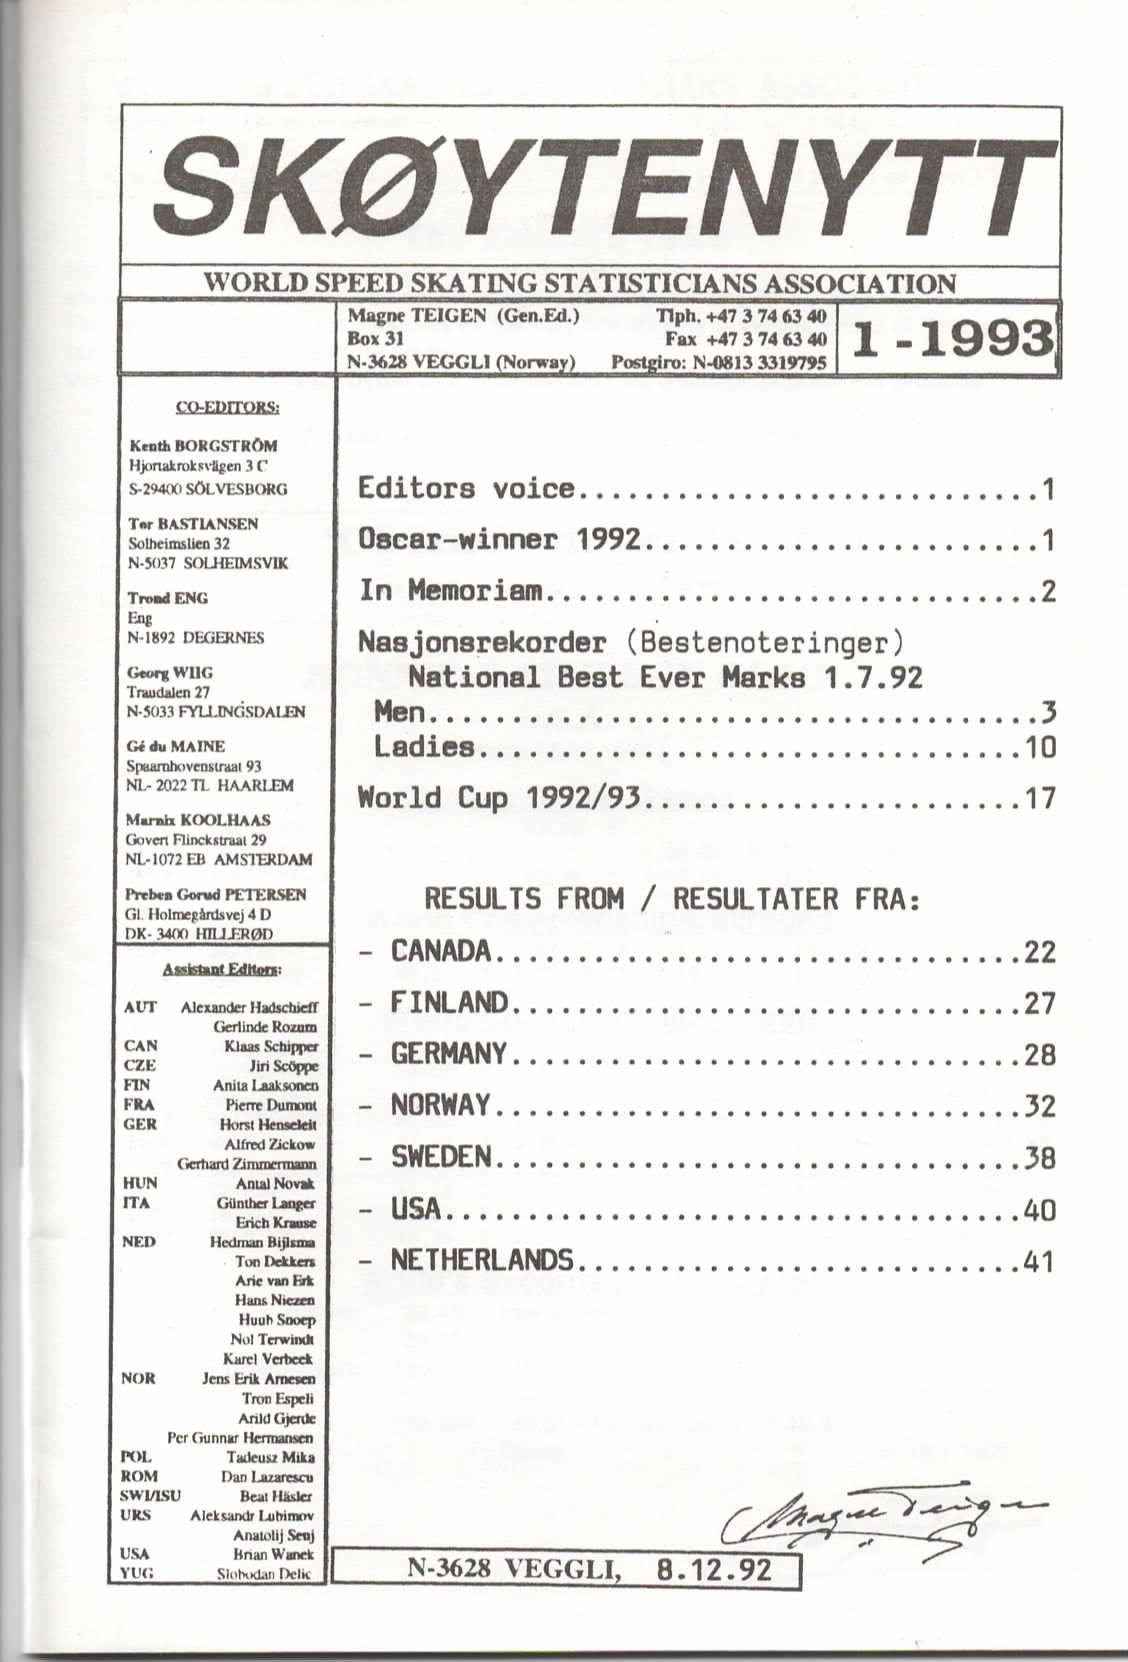 SKØYTENYTT
WORLD SPEED SKATING STATISTICIANS ASSOCIATION
Magne TEIGEN (Gen.Ed.) Tlph. +47 3 74 63 40
Box 31 Fax +47 3 74 63 40
N-3628 VEGGLI (Norway) Postgiro: N-0813 3319795
1 - 1993
CO-EDITORS:
Kenth BORGSTRÖM
Hjortakroksvägen 3 C
S-29400 SÖLVESBORG
Tor BASTIANSEN
Solheimslien 32
N-5037 SOLHEIMSVIK
Trond ENG
Eng
N-1892 DEGERNES
Georg WIIG
Traudalen 27
N-5033 FYLLINGSDALEN
Gé du MAINE
Spaarnhovenstraat 93
NL- 2022 TL HAARLEM
Marnix KOOLHAAS
Govert Flinckstraat 29
NL-1072 EB AMSTERDAM
Preben Gorud PETERSEN
Gl. Holmegårdsvej 4 D
DK- 3400 HILLERØD
Assistant Editors:
AUT Alexander Hadschieff
Gerlinde Rozum
CAN Klaas Schipper
CZE Jiri Scöppe
FIN Anita Laaksonen
FRA Pierre Dumont
GER Horst Henseleit
Alfred Zickow
Gerhard Zimmermann
HUN Antal Novak
ITA Günther Langer
Erich Krause
NED Hedman Bijlsma
Ton Dekkers
Arie van Erk
Hans Niezen
Huub Snoep
Nol Terwindt
Karel Verbeek
NOR Jens Erik Arnesen
Tron Espeli
Arild Gjerde
Per Gunnar Hermansen
POL Tadeusz Mika
ROM Dan Lazarescu
SWI/ISU Beat Häsler
URS Aleksandr Lubimov
Anatolij Senj
USA Brian Wanek
YUG Slobodan Delic
Editors voice............................1
Oscar-winner 1992........................1
In Memoriam..............................2
Nasjonsrekorder (Bestenoteringer)
National Best Ever Marks 1.7.92
Men.....................................3
Ladies.................................10
World Cup 1992/93.......................17
RESULTS FROM / RESULTATER FRA:
- CANADA................................22
- FINLAND...............................27
- GERMANY...............................28
- NORWAY................................32
- SWEDEN................................38
- USA...................................40
- NETHERLANDS...........................41
Magne Teigen
N-3628 VEGGLI, 8.12.92